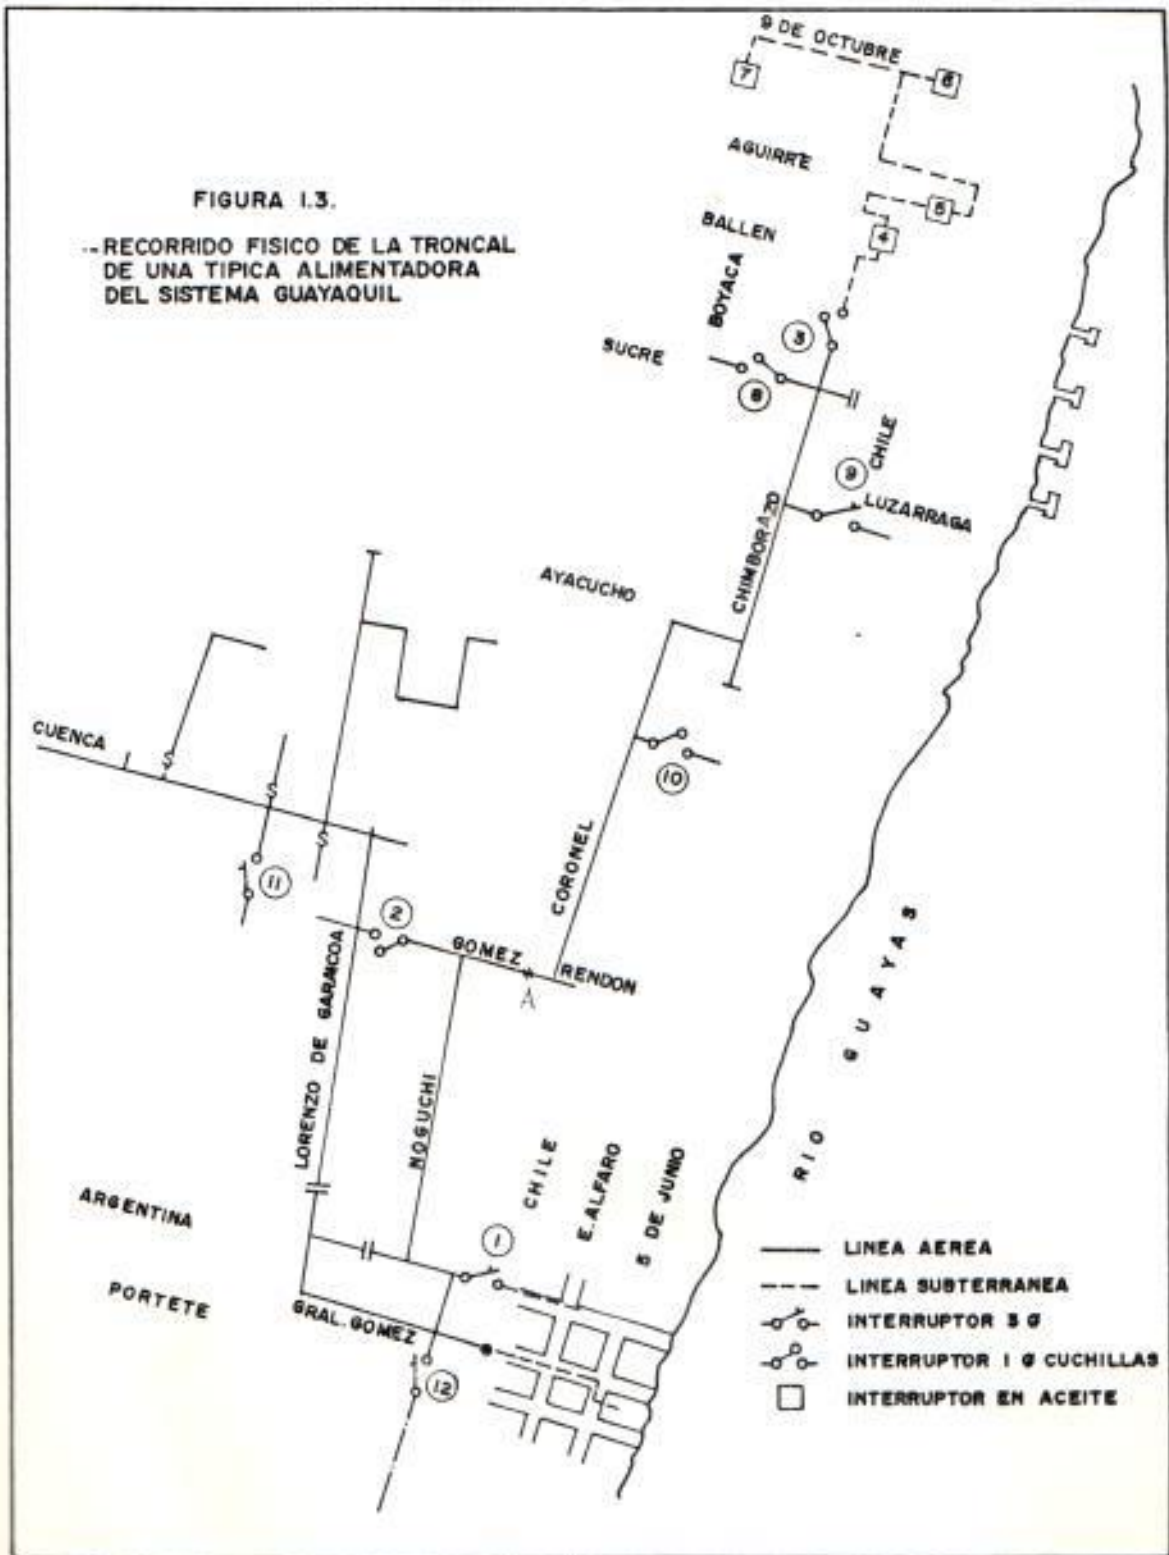 9 DE OCTUBRE
7
6
AGUIRRE
FIGURA 1.3.
BALLEN
5
4
-- RECORRIDO FISICO DE LA TRONCAL
DE UNA TIPICA ALIMENTADORA
DEL SISTEMA GUAYAQUIL
BOYACA
3
SUCRE
8
CHILE
9
LUZARRAGA
CHIMBORAZO
AYACUCHO
CUENCA
S
S
S
10
CORONEL
11
2
GOMEZ
RENDON
A
LORENZO DE GARAICOA
NOGUCHI
RIO GUAYAS
CHILE
E. ALFARO
5 DE JUNIO
ARGENTINA
1
PORTETE
GRAL. GOMEZ
12
LINEA AEREA
LINEA SUBTERRANEA
INTERRUPTOR 3 Ø
INTERRUPTOR 1 Ø CUCHILLAS
INTERRUPTOR EN ACEITE